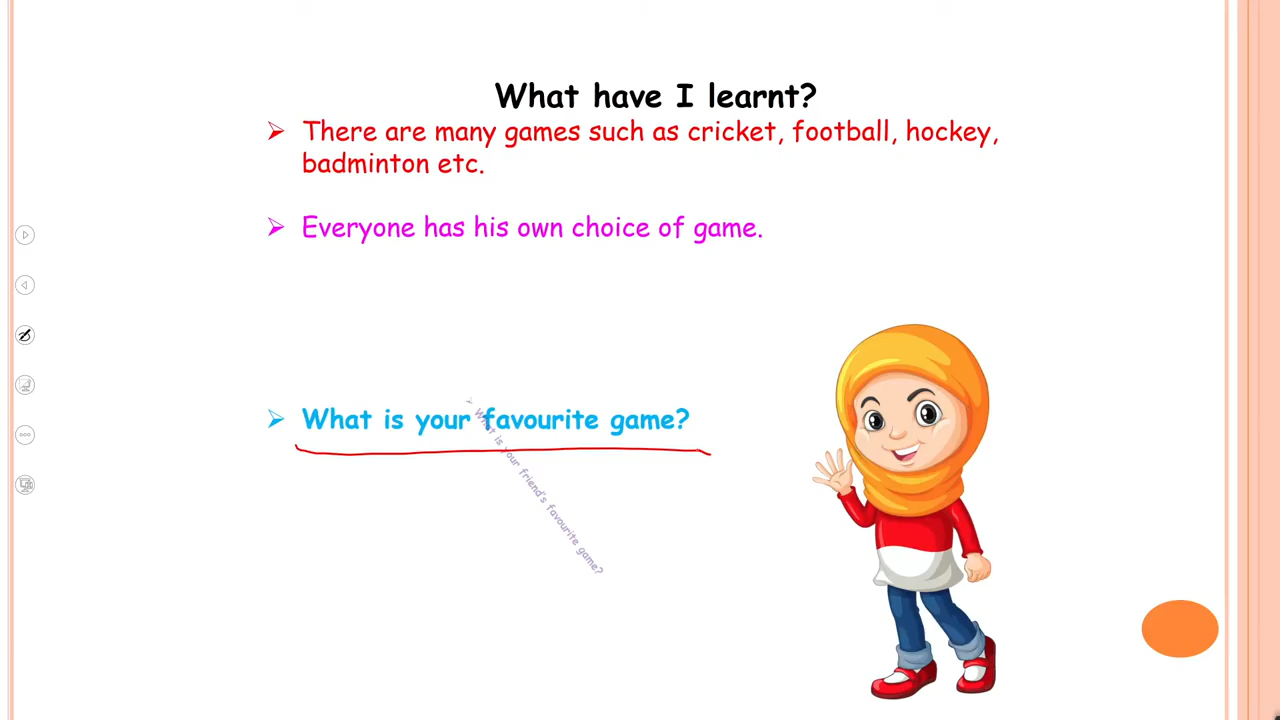 What have I learnt?
There are many games such as cricket, football, hockey,
badminton etc.
Everyone has his own choice of game.
What is your favourite game?
What is your friend's favourite game?